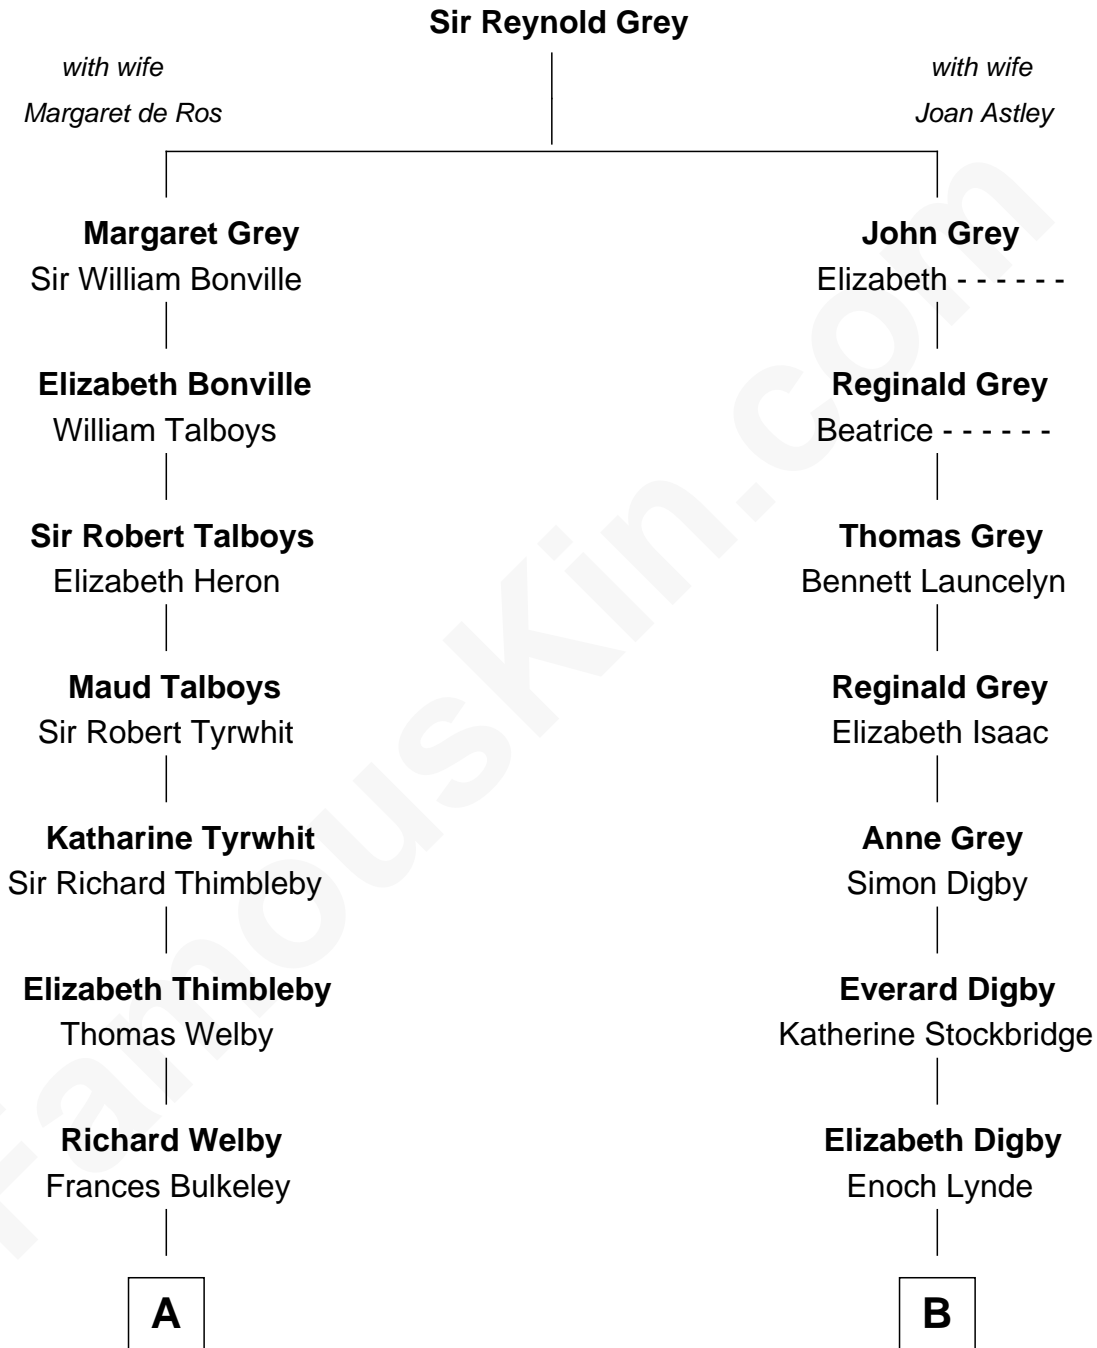 Sir Reynold Grey
with wife
Margaret de Ros
with wife
Joan Astley
Margaret Grey
Sir William Bonville
John Grey
Elizabeth - - - - - -
Elizabeth Bonville
William Talboys
Reginald Grey
Beatrice - - - - - -
Sir Robert Talboys
Elizabeth Heron
Thomas Grey
Bennett Launcelyn
Maud Talboys
Sir Robert Tyrwhit
Reginald Grey
Elizabeth Isaac
Katharine Tyrwhit
Sir Richard Thimbleby
Anne Grey
Simon Digby
Elizabeth Thimbleby
Thomas Welby
Everard Digby
Katherine Stockbridge
Richard Welby
Frances Bulkeley
Elizabeth Digby
Enoch Lynde
A
B
FamousKin.com